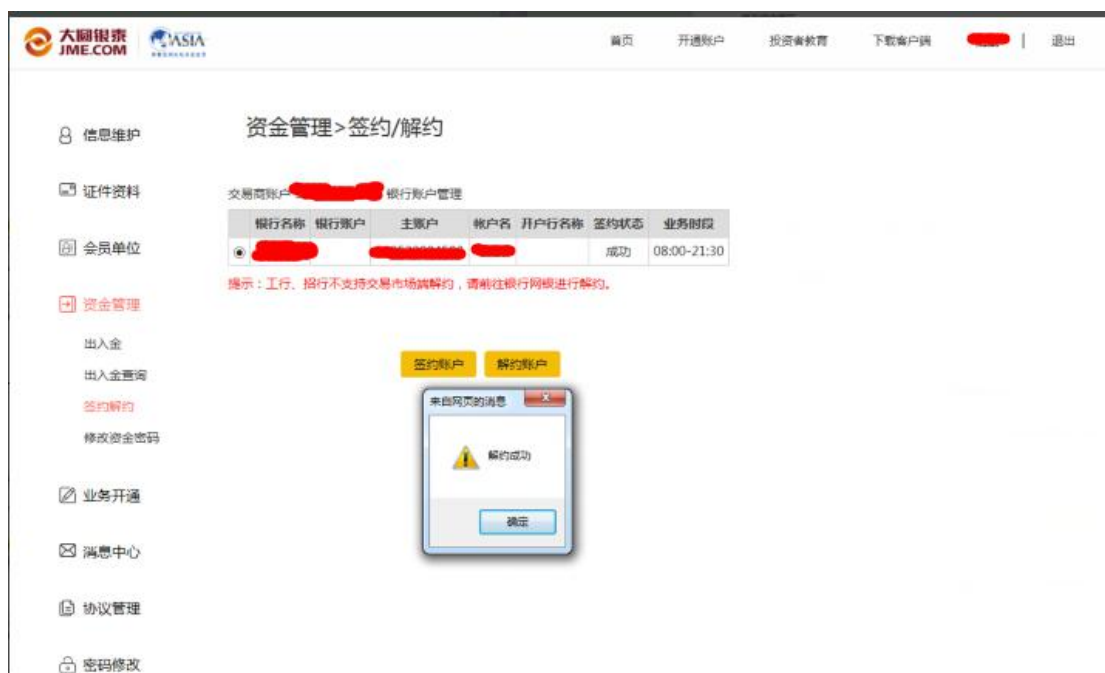 大圆银泰
JME.COM
ASIA
首页 开通账户 投资者教育 下载客户端 | 退出
信息维护
资金管理>签约/解约
证件资料
交易商账户 银行账户管理
银行名称 银行账户 主账户 帐户名 开户行名称 签约状态 业务时段
会员单位
成功 08:00-21:30
提示：工行、招行不支持交易市场端解约，请前往银行网银进行解约。
资金管理
出入金
出入金查询
签约账户 解约账户
签约解约
来自网页的消息
修改资金密码
解约成功
业务开通
确定
消息中心
协议管理
密码修改